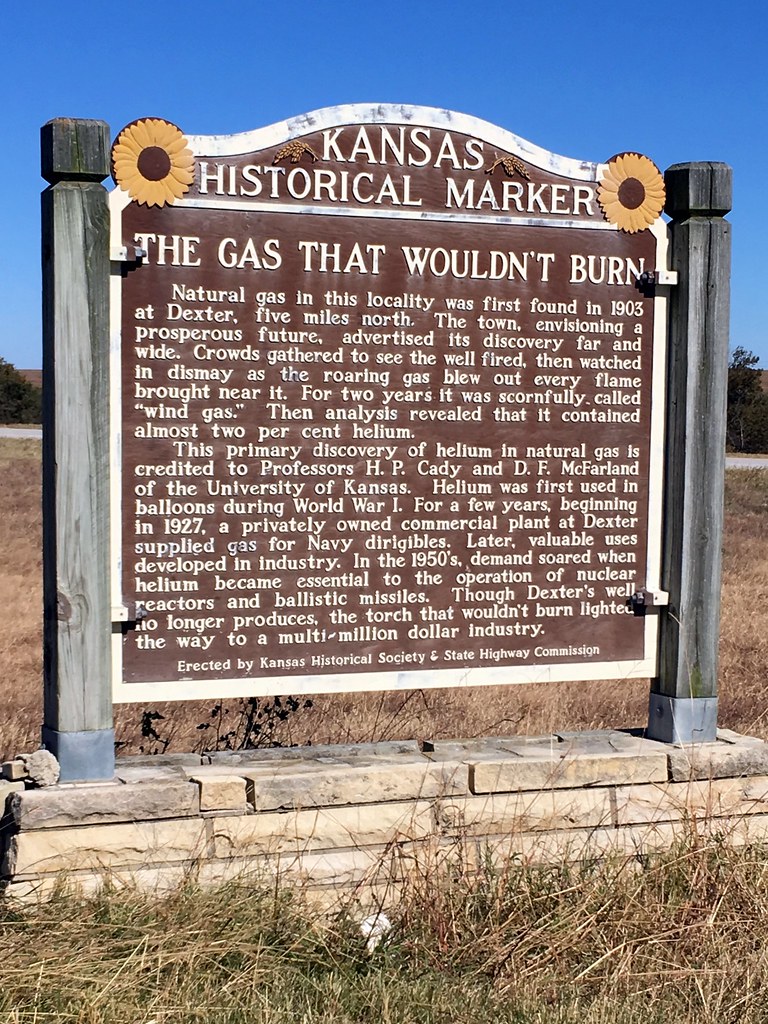 KANSAS
HISTORICAL MARKER
THE GAS THAT WOULDN'T BURN
Natural gas in this locality was first found in 1903
at Dexter, five miles north. The town, envisioning a
prosperous future, advertised its discovery far and
wide. Crowds gathered to see the well fired, then watched
in dismay as the roaring gas blew out every flame
brought near it. For two years it was scornfully called
"wind gas." Then analysis revealed that it contained
almost two per cent helium.
This primary discovery of helium in natural gas is
credited to Professors H. P. Cady and D. F. McFarland
of the University of Kansas. Helium was first used in
balloons during World War I. For a few years, beginning
in 1927, a privately owned commercial plant at Dexter
supplied gas for Navy dirigibles. Later, valuable uses
developed in industry. In the 1950's, demand soared when
helium became essential to the operation of nuclear
reactors and ballistic missiles. Though Dexter's well
no longer produces, the torch that wouldn't burn lighted
the way to a multi-million dollar industry.
Erected by Kansas Historical Society & State Highway Commission